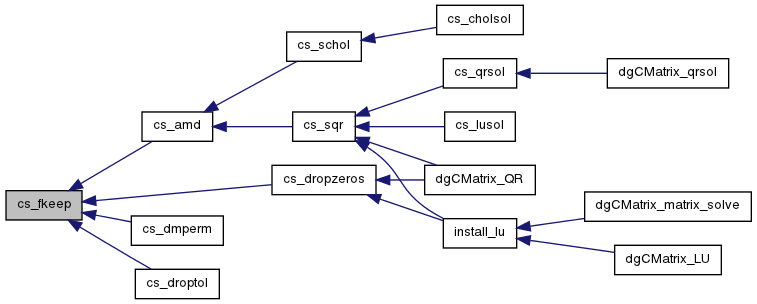 cs_cholsol
cs_schol
cs_qrsol
dgCMatrix_qrsol
cs_amd
cs_sqr
cs_lusol
cs_dropzeros
dgCMatrix_QR
cs_fkeep
dgCMatrix_matrix_solve
cs_dmperm
install_lu
dgCMatrix_LU
cs_droptol